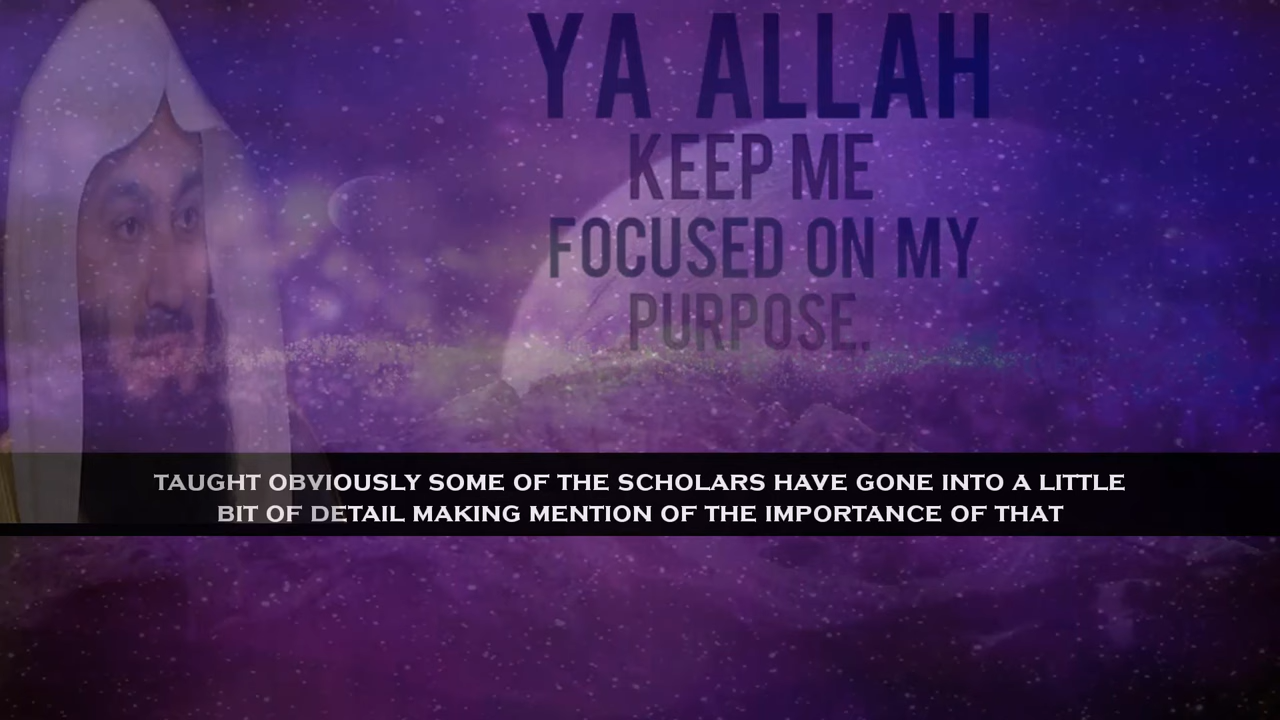 YA ALLAH
KEEP ME
FOCUSED ON MY
PURPOSE.
TAUGHT OBVIOUSLY SOME OF THE SCHOLARS HAVE GONE INTO A LITTLE
BIT OF DETAIL MAKING MENTION OF THE IMPORTANCE OF THAT